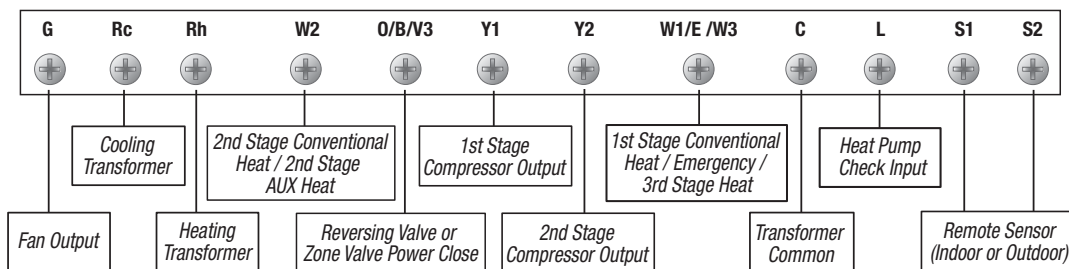 G Rc Rh W2 O/B/V3 Y1 Y2 W1/E /W3 C L S1 S2
Cooling
Transformer
2nd Stage Conventional
Heat / 2nd Stage
AUX Heat
1st Stage
Compressor Output
1st Stage Conventional
Heat / Emergency /
3rd Stage Heat
Heat Pump
Check Input
Fan Output
Heating
Transformer
Reversing Valve or
Zone Valve Power Close
2nd Stage
Compressor Output
Transformer
Common
Remote Sensor
(Indoor or Outdoor)